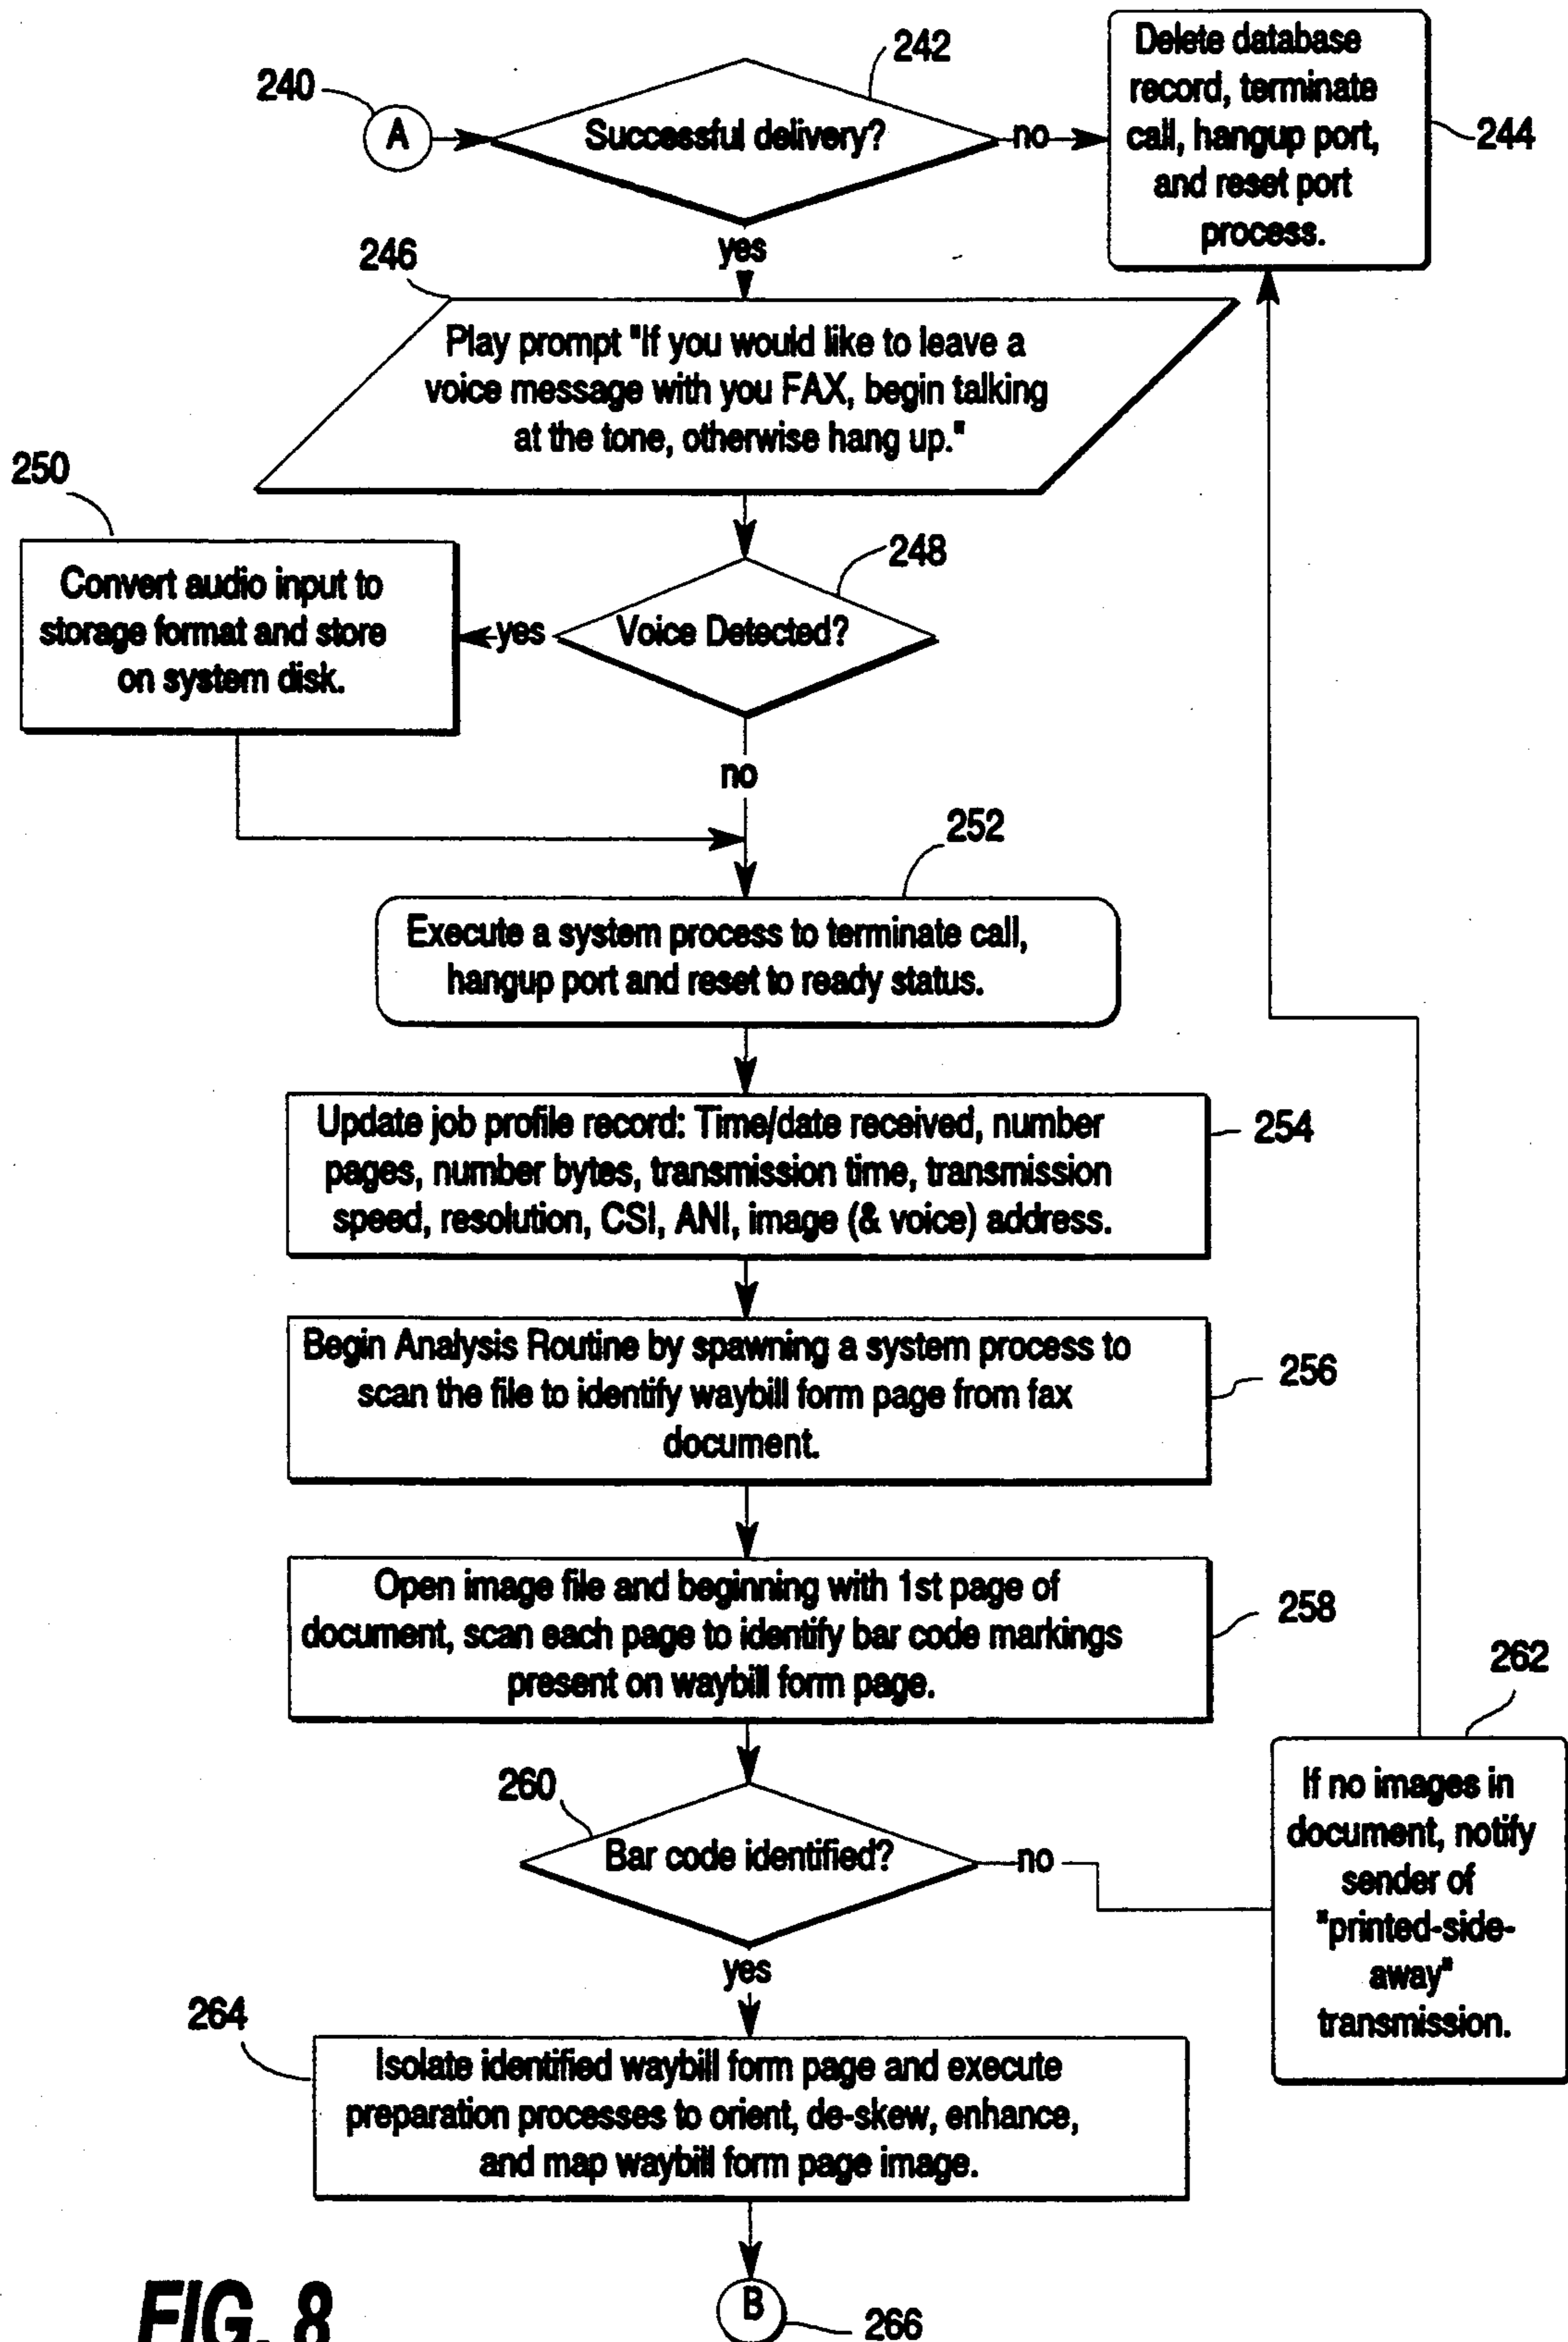 240
A
242
Successful delivery?
no
Delete database
record, terminate
call, hangup port,
and reset port
process.
244
yes
246
Play prompt "If you would like to leave a
voice message with you FAX, begin talking
at the tone, otherwise hang up."
250
Convert audio input to
storage format and store
on system disk.
yes
248
Voice Detected?
no
252
Execute a system process to terminate call,
hangup port and reset to ready status.
Update job profile record: Time/date received, number
pages, number bytes, transmission time, transmission
speed, resolution, CSI, ANI, image (& voice) address.
254
Begin Analysis Routine by spawning a system process to
scan the file to identify waybill form page from fax
document.
256
Open image file and beginning with 1st page of
document, scan each page to identify bar code markings
present on waybill form page.
258
260
Bar code identified?
no
262
If no images in
document, notify
sender of
"printed-side-
away"
transmission.
yes
264
Isolate identified waybill form page and execute
preparation processes to orient, de-skew, enhance,
and map waybill form page image.
B
266
FIG. 8